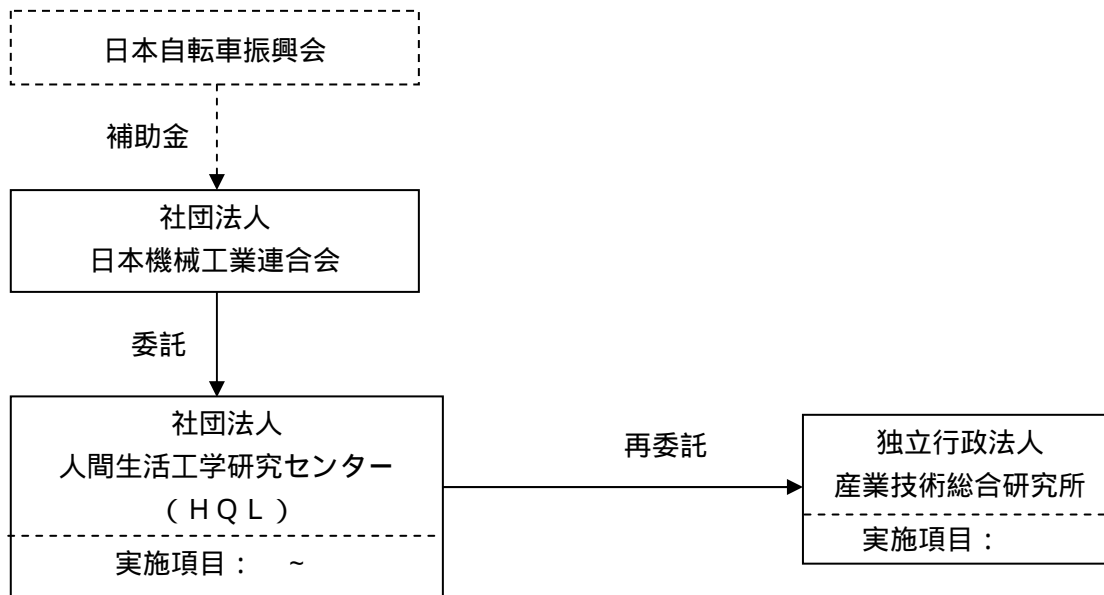 日本自転車振興会
補助金
社団法人
日本機械工業連合会
委託
社団法人
人間生活工学研究センター
（ＨＱＬ）
実施項目： ～
再委託
独立行政法人
産業技術総合研究所
実施項目：